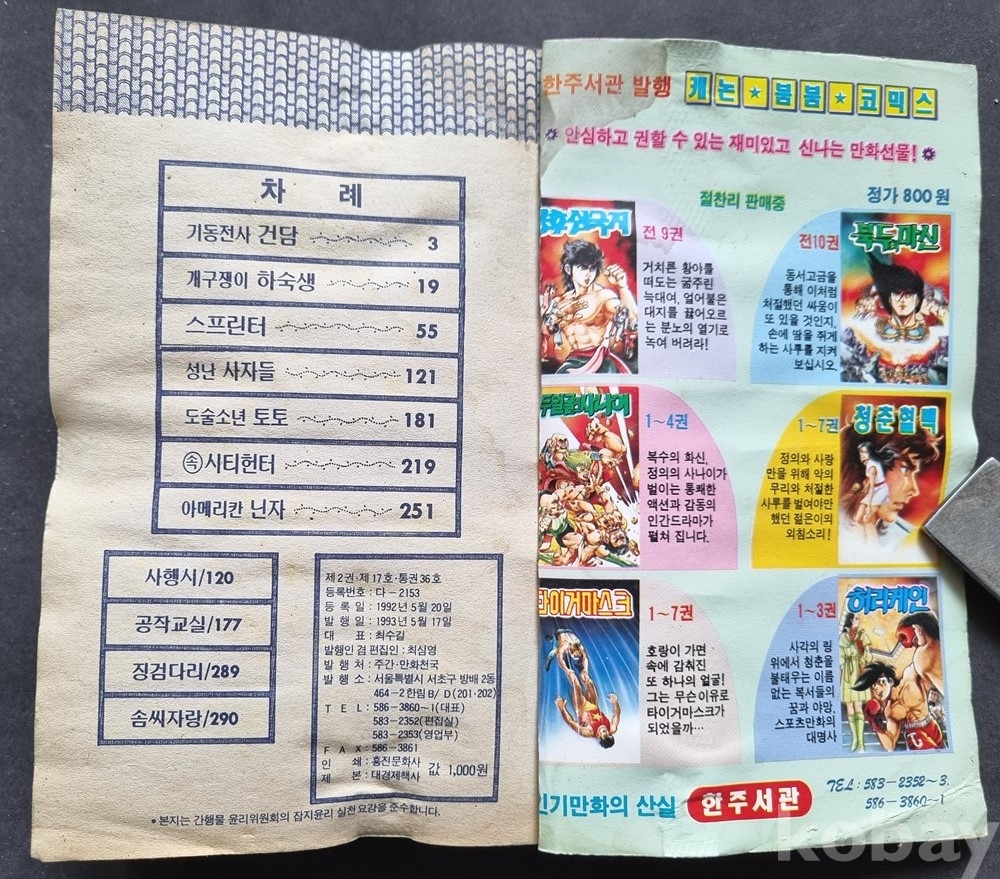 차 례
기동전사 건담 3
개구쟁이 하숙생 19
스프린터 55
성난 사자들 121
도술소년 토토 181
㊅사티헌터 219
아메리칸 닌자 251
사행시/120
공작교실/177
징검다리/289
솜씨자랑/290
제2권·제17호·통권36호
등록번호 : 다-2153
등 록 일 : 1992년 5월 20일
발 행 일 : 1993년 5월 17일
대 표 : 최수길
발행인 겸 편집인 : 최심영
발 행 처 : 주간·만화천국
발 행 소 : 서울특별시 서초구 방배 2동
464-2한림B/D(201·202)
T E L : 586-3860~1(대표)
583-2352(편집실)
583-2353(영업부)
F A X : 586-3861
인 쇄 : 홍진문화사
제 본 : 대경제책사 값 1,000원
• 본지는 간행물 윤리위원회의 잡지윤리 실천 요강을 준수합니다.
한주서관 발행 캐논★붐붐★코믹스
안심하고 권할 수 있는 재미있고 신나는 만화선물!
절찬리 판매중 정가 800원
전 9권
거치른 황야를
떠도는 굶주린
늑대여, 얼어붙은
대지를 끓어오르
는 분노의 열기로
녹여 버려라!
전10권
북두의마신
동서고금을
통해 이처럼
처절했던 싸움이
또 있을 것인지,
손에 땀을 쥐게
하는 사투를 지켜
보십시오.
사나이
1~4권
복수의 화신,
정의의 사나이가
벌이는 통쾌한
액션과 감동의
인간드라마가
펼쳐 집니다.
1~7권
청춘혈맥
정의와 사랑
만을 위해 악의
무리와 처절한
사투를 벌여야만
했던 젊은이의
외침소리!
타이거마스크
1~7권
호랑이 가면
속에 감춰진
또 하나의 얼굴!
그는 무슨 이유로
타이거마스크가
되었을까…
1~3권
허리케인
사각의 링
위에서 청춘을
불태우는 이름
없는 복서들의
꿈과 야망,
스포츠만화의
대명사
인기만화의 산실 한주서관
TEL : 583-2352~3,
586-3860~1
kobay